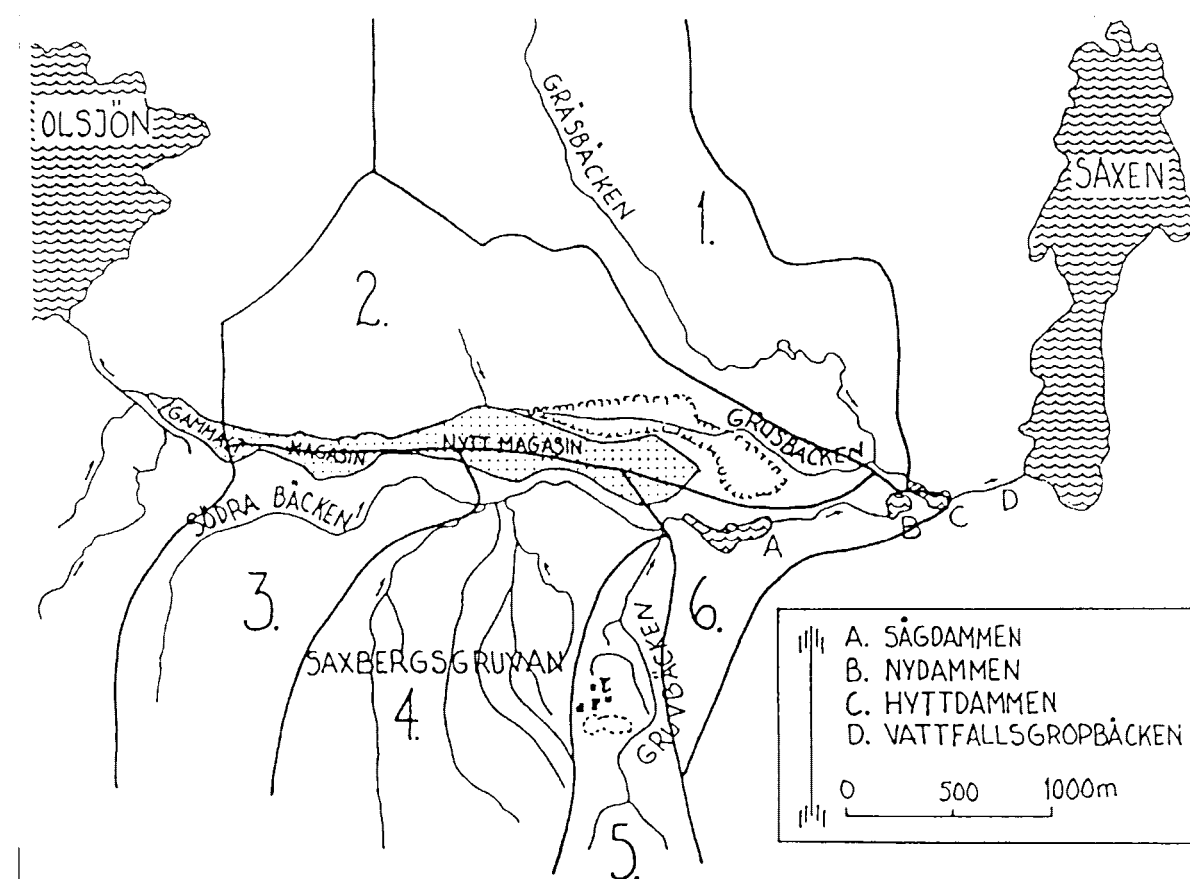 OLSJÖN
GRÄSBÄCKEN
SAXEN
1.
2.
GAMMALT
MAGASIN
NYTT MAGASIN
GRUSBÄCKEN
SÖDRA BÄCKEN
A
B
C
D
3.
4.
SAXBERGSGRUVAN
GRUVBÄCKEN
5.
6.
A. SÅGDAMMEN
B. NYDAMMEN
C. HYTTDAMMEN
D. VATTFALLSGROPBÄCKEN
0 500 1000m